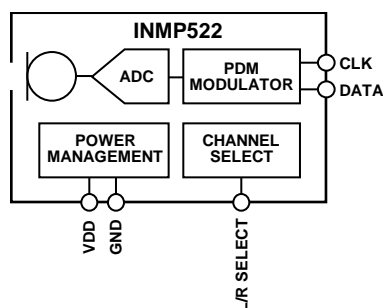 INMP522
ADC
PDM
MODULATOR
CLK
DATA
POWER
MANAGEMENT
CHANNEL
SELECT
VDD
GND
L/R SELECT